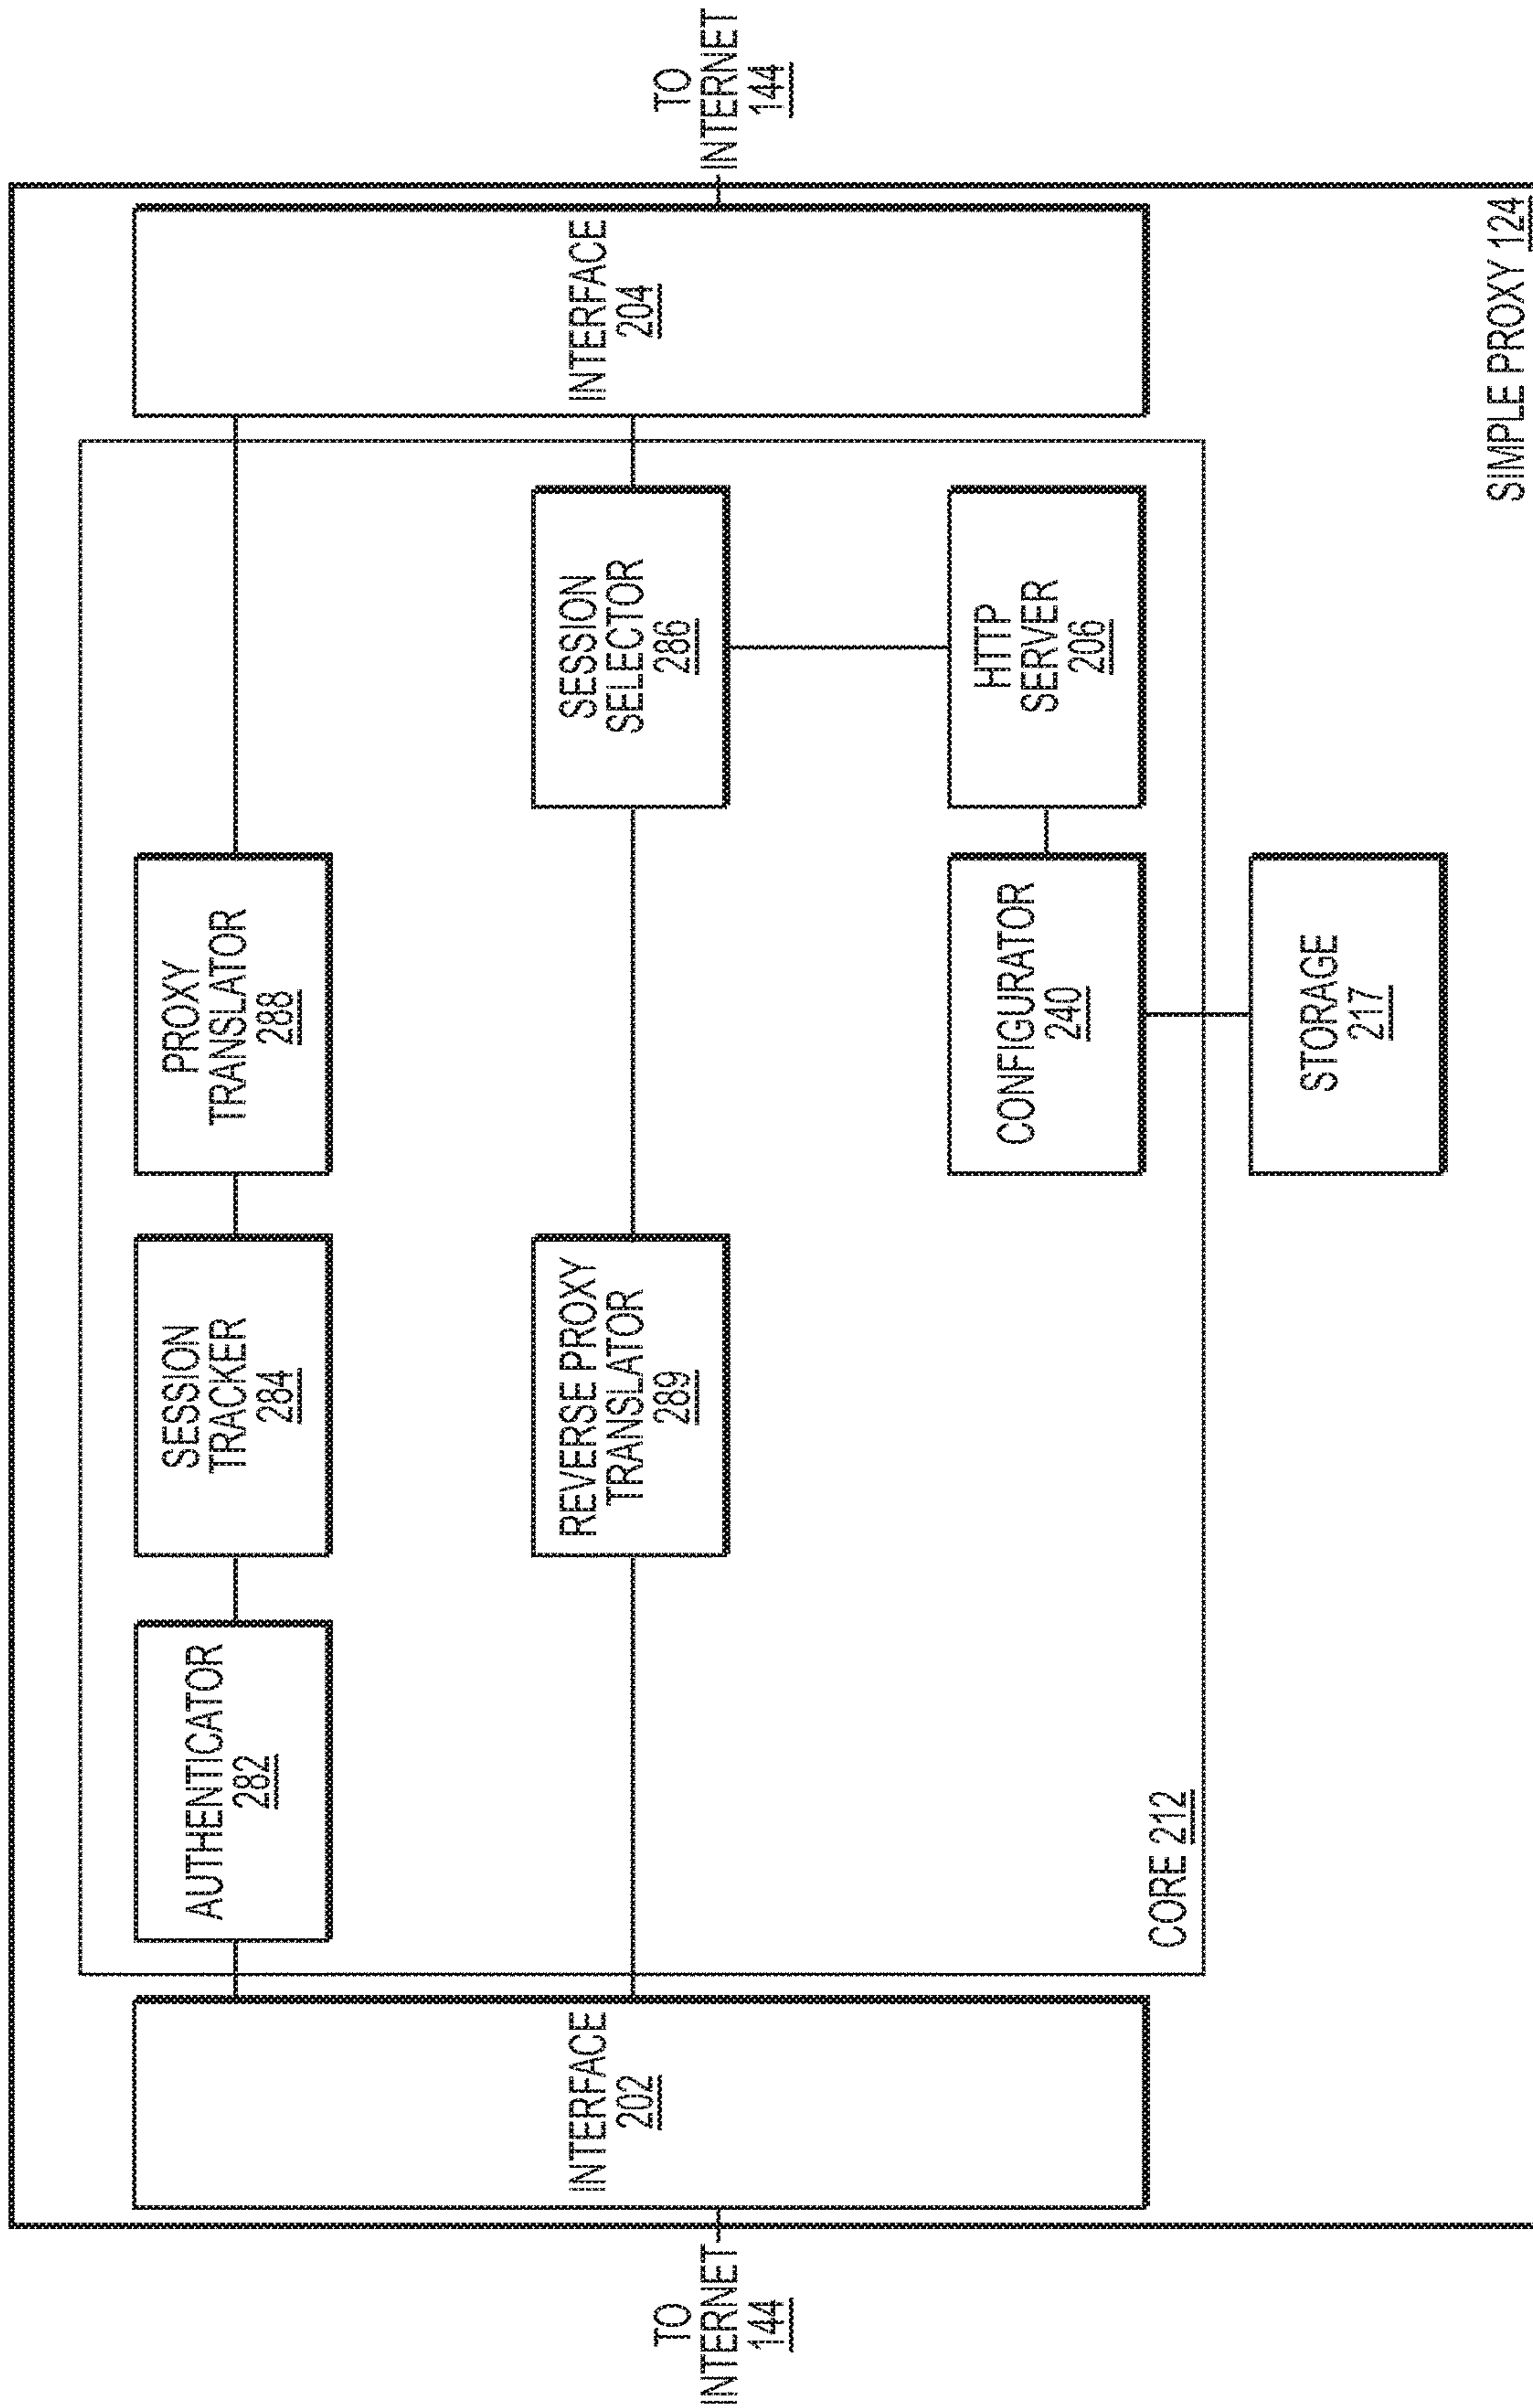 TO
INTERNET
144
INTERFACE
202
AUTHENTICATOR
282
SESSION
TRACKER
284
PROXY
TRANSLATOR
288
REVERSE PROXY
TRANSLATOR
289
SESSION
SELECTOR
286
CONFIGURATOR
240
HTTP
SERVER
206
CORE 212
STORAGE
217
INTERFACE
204
TO
INTERNET
144
SIMPLE PROXY 124